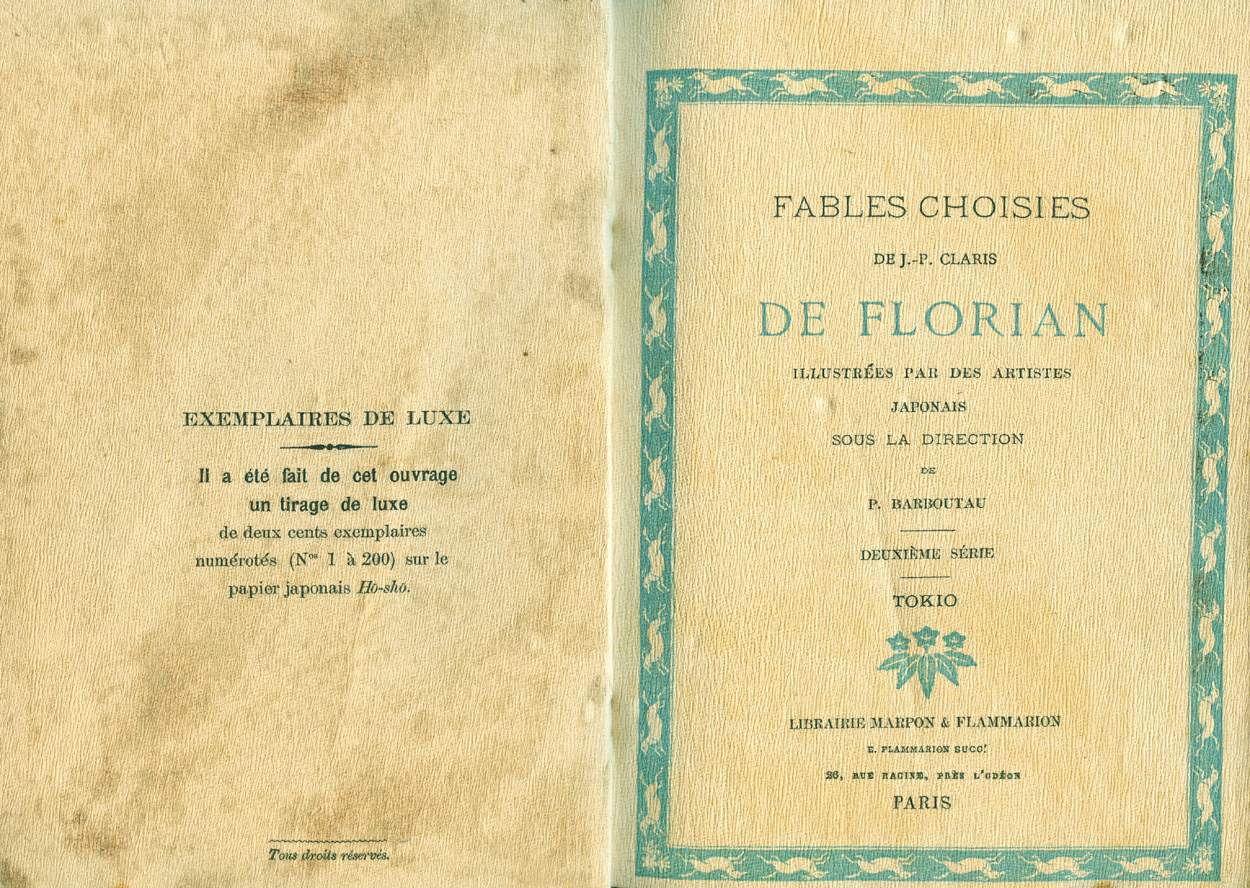 EXEMPLAIRES DE LUXE
Il a été fait de cet ouvrage
un tirage de luxe
de deux cents exemplaires
numérotés (Nos 1 à 200) sur le
papier japonais Hô-shô.
Tous droits réservés.
FABLES CHOISIES
DE J.-P. CLARIS
DE FLORIAN
ILLUSTRÉES PAR DES ARTISTES
JAPONAIS
SOUS LA DIRECTION
DE
P. BARBOUTAU
DEUXIÈME SÉRIE
TOKIO
LIBRAIRIE MARPON & FLAMMARION
E. FLAMMARION SUCCr
26, RUE RACINE, PRÈS L'ODÉON
PARIS